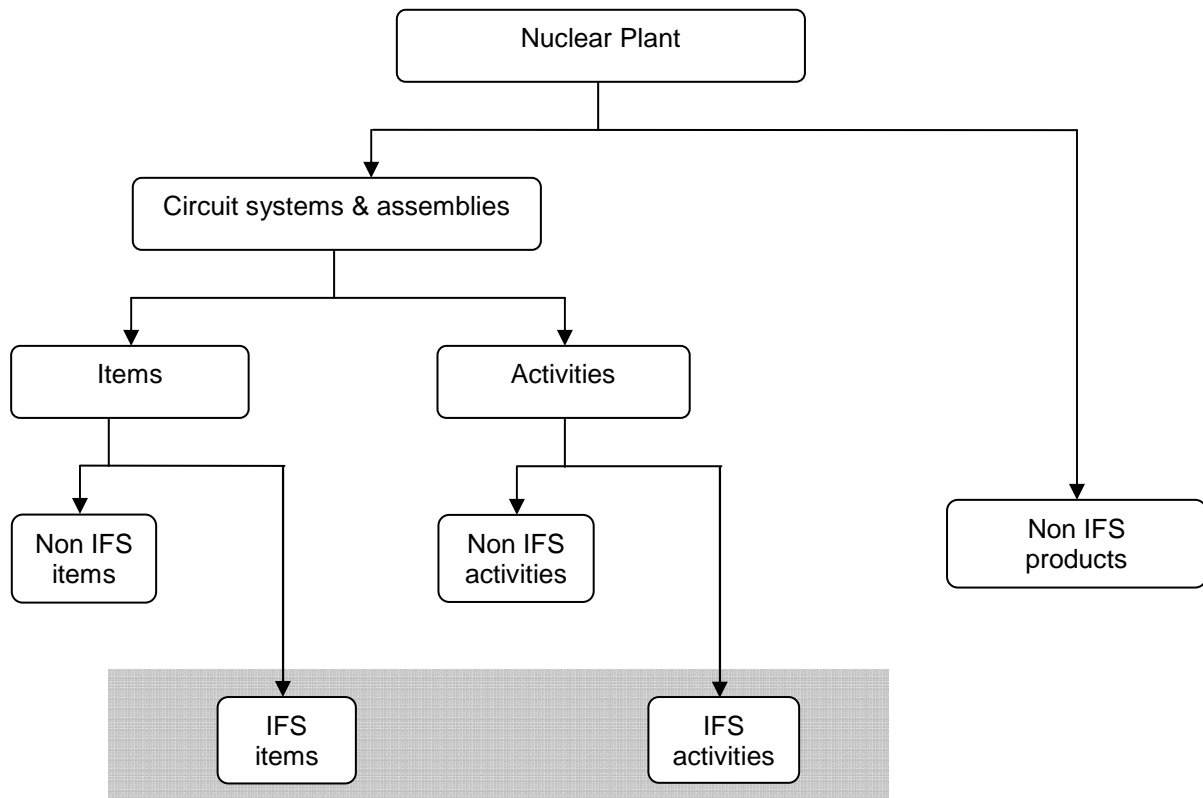 Nuclear Plant
Circuit systems & assemblies
Items
Activities
Non IFS
items
Non IFS
activities
Non IFS
products
IFS
items
IFS
activities